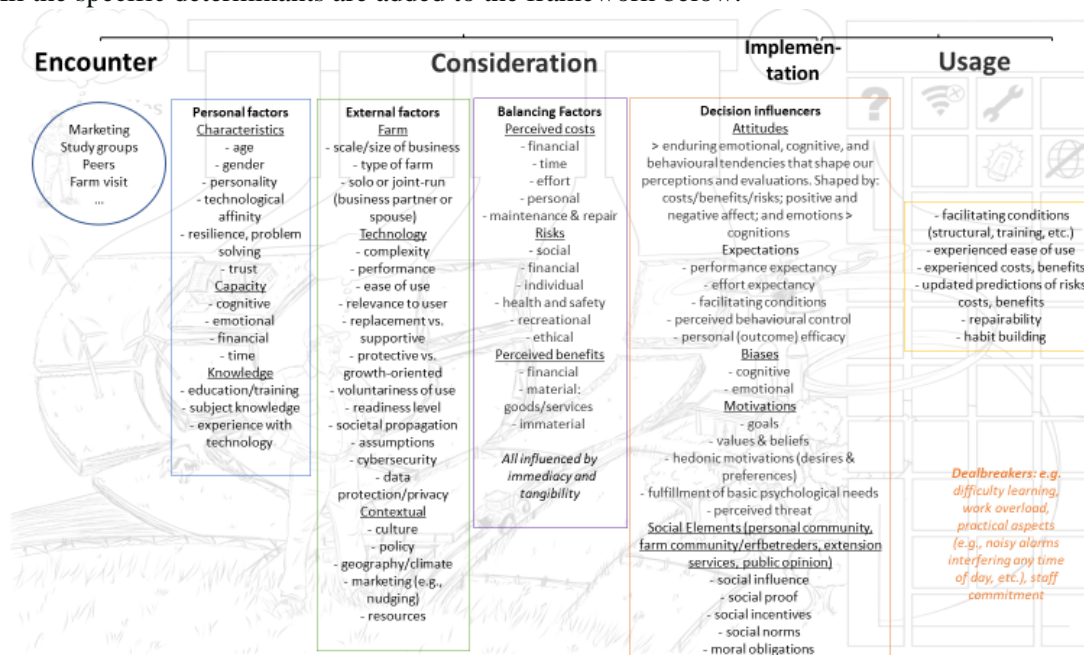 in the specific determinants are added to the framework below.
Encounter
Consideration
Implemen-
tation
Usage
Marketing
Study groups
Peers
Farm visit
...
Personal factors
Characteristics
- age
- gender
- personality
- technological
affinity
- resilience, problem
solving
- trust
Capacity
- cognitive
- emotional
- financial
- time
Knowledge
- education/training
- subject knowledge
- experience with
technology
External factors
Farm
- scale/size of business
- type of farm
- solo or joint-run
(business partner or
spouse)
Technology
- complexity
- performance
- ease of use
- relevance to user
- replacement vs.
supportive
- protective vs.
growth-oriented
- voluntariness of use
- readiness level
- societal propagation
- assumptions
- cybersecurity
- data
protection/privacy
Contextual
- culture
- policy
- geography/climate
- marketing (e.g.,
nudging)
- resources
Balancing Factors
Perceived costs
- financial
- time
- effort
- personal
- maintenance & repair
Risks
- social
- financial
- individual
- health and safety
- recreational
- ethical
Perceived benefits
- financial
- material:
goods/services
- immaterial
All influenced by
immediacy and
tangibility
Decision influencers
Attitudes
> enduring emotional, cognitive, and
behavioural tendencies that shape our
perceptions and evaluations. Shaped by:
costs/benefits/risks; positive and
negative affect; and emotions >
cognitions
Expectations
- performance expectancy
- effort expectancy
- facilitating conditions
- perceived behavioural control
- personal (outcome) efficacy
Biases
- cognitive
- emotional
Motivations
- goals
- values & beliefs
- hedonic motivations (desires &
preferences)
- fulfillment of basic psychological needs
- perceived threat
Social Elements (personal community,
farm community/erfbetreders, extension
services, public opinion)
- social influence
- social proof
- social incentives
- social norms
- moral obligations
- facilitating conditions
(structural, training, etc.)
- experienced ease of use
- experienced costs, benefits
- updated predictions of risks
costs, benefits
- repairability
- habit building
Dealbreakers: e.g.
difficulty learning,
work overload,
practical aspects
(e.g., noisy alarms
interfering any time
of day, etc.), staff
commitment